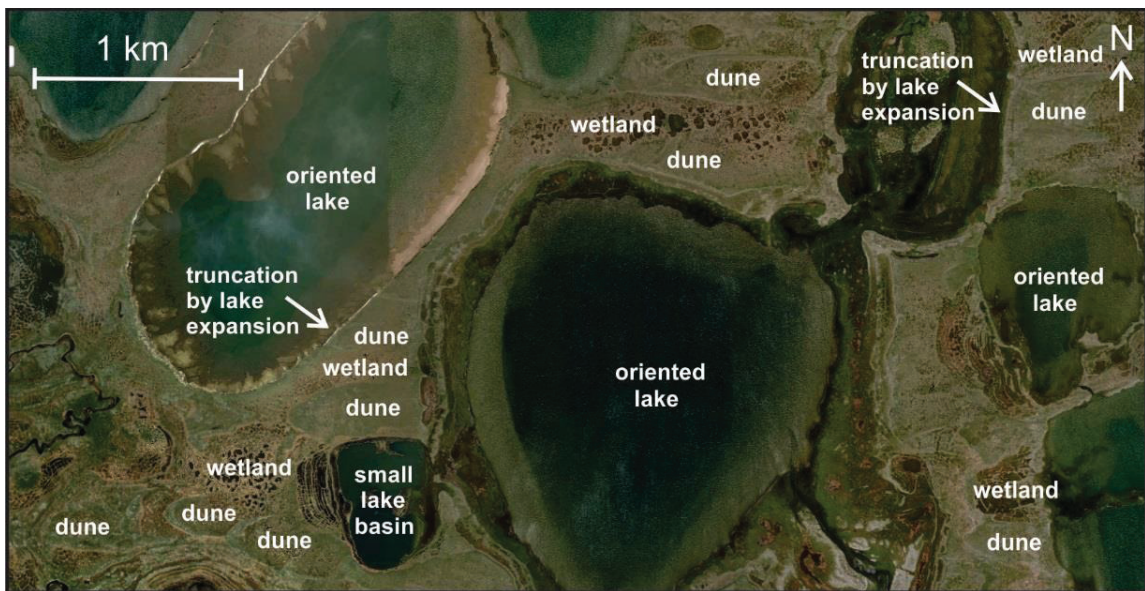 1 km
N
truncation
by lake
expansion
wetland
dune
dune
wetland
dune
oriented
lake
truncation
by lake
expansion
oriented
lake
dune
wetland
dune
oriented
lake
wetland
small
lake
basin
dune
dune
dune
wetland
dune